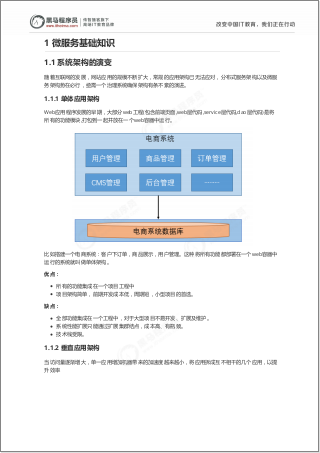 黑马程序员
www.itheima.com
传智播客旗下
高端IT教育品牌
改变中国IT教育，我们正在行动
1 微服务基础知识
1.1 系统架构的演变
随着互联网的发展，网站应用的规模不断扩大，常规的应用架构已无法应对，分布式服务架构以及微服
务架构势在必行，亟需一个治理系统确保架构有条不紊的演进。
1.1.1 单体应用架构
Web应用程序发展的早期，大部分web工程(包含前端页面,web层代码,service层代码,dao层代码)是将
所有的功能模块,打包到一起并放在一个web容器中运行。
电商系统
用户管理 商品管理 订单管理
CMS管理 后台管理 ------
电商系统数据库
比如搭建一个电商系统：客户下订单，商品展示，用户管理。这种将所有功能都部署在一个web容器中
运行的系统就叫做单体架构。
优点：
所有的功能集成在一个项目工程中
项目架构简单，前期开发成本低，周期短，小型项目的首选。
缺点：
全部功能集成在一个工程中，对于大型项目不易开发、扩展及维护。
系统性能扩展只能通过扩展集群结点，成本高、有瓶颈。
技术栈受限。
1.1.2 垂直应用架构
当访问量逐渐增大，单一应用增加机器带来的加速度越来越小，将应用拆成互不相干的几个应用，以提
升效率